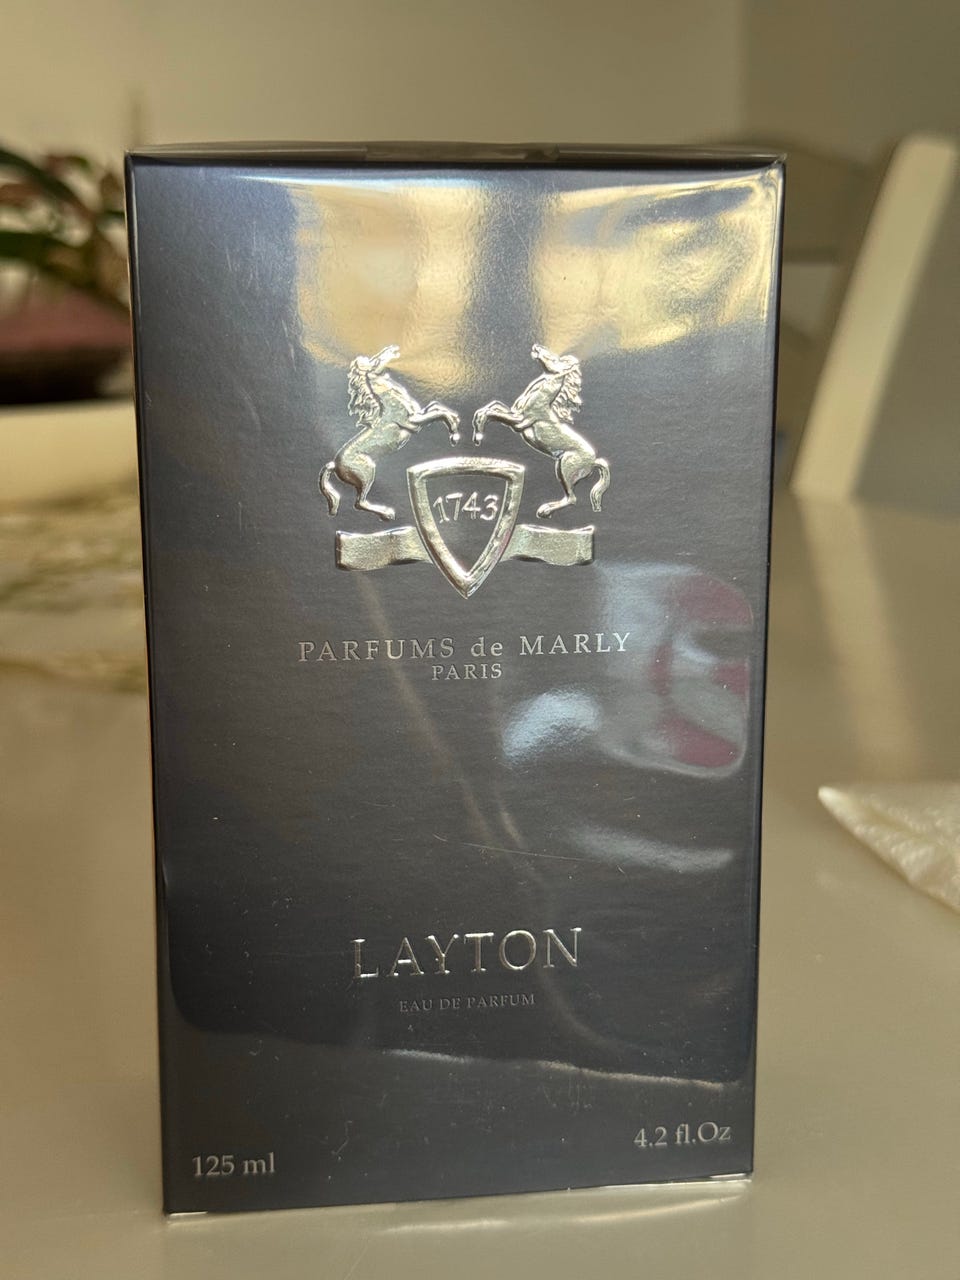 1743
PARFUMS de MARLY
PARIS
LAYTON
EAU DE PARFUM
125 ml
4.2 fl.Oz